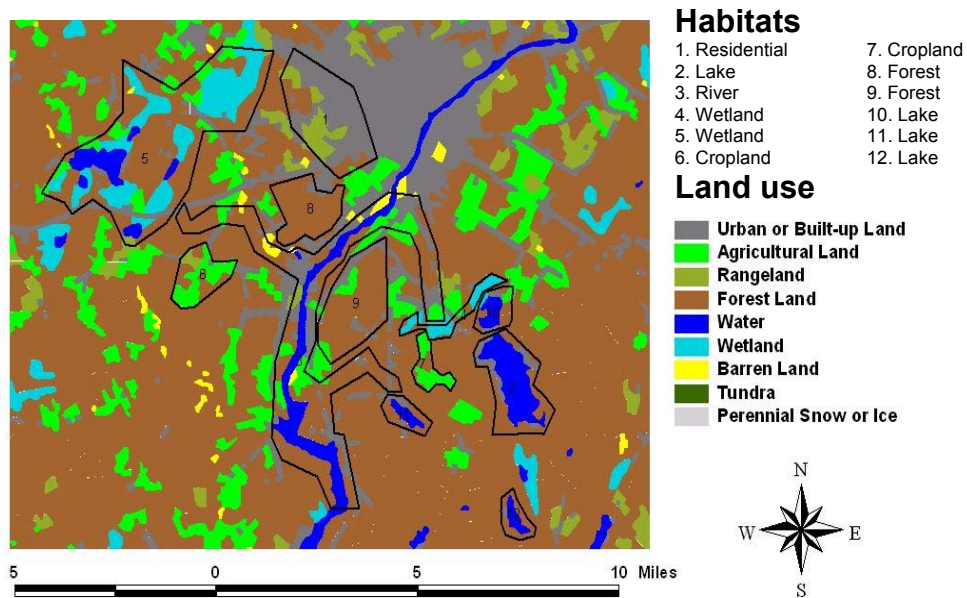 Habitats
1. Residential
2. Lake
3. River
4. Wetland
5. Wetland
6. Cropland
7. Cropland
8. Forest
9. Forest
10. Lake
11. Lake
12. Lake
Land use
Urban or Built-up Land
Agricultural Land
Rangeland
Forest Land
Water
Wetland
Barren Land
Tundra
Perennial Snow or Ice
1
5
8
6
9
7
2
N
W E
S
5 0 5 10 Miles